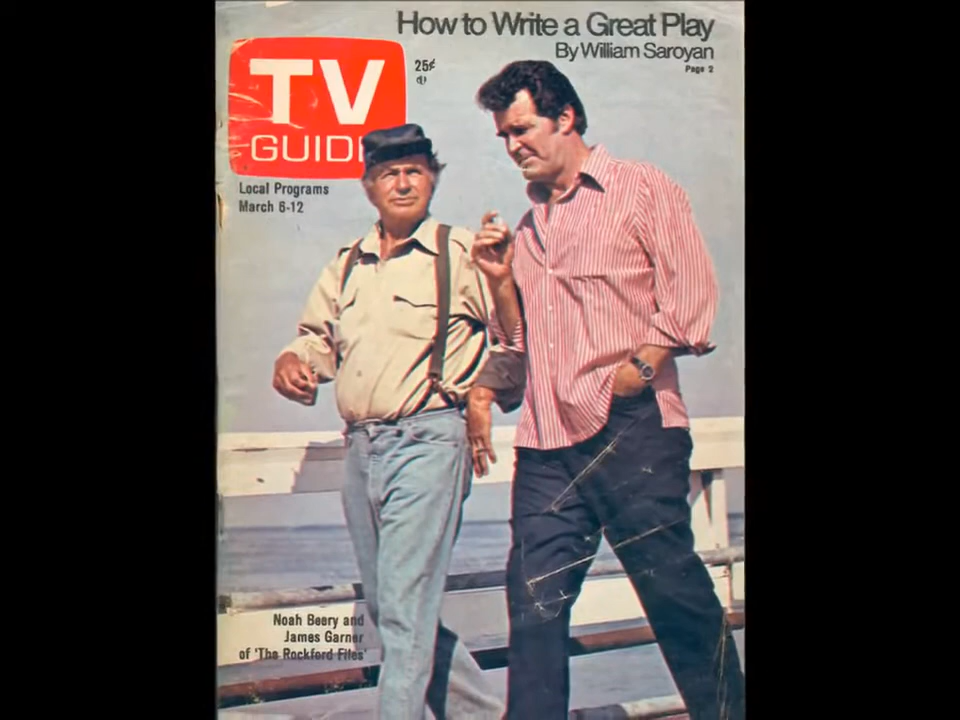 How to Write a Great Play
By William Saroyan
Page 2
TV
GUIDE
25¢
Local Programs
March 6-12
Noah Beery and
James Garner
of 'The Rockford Files'